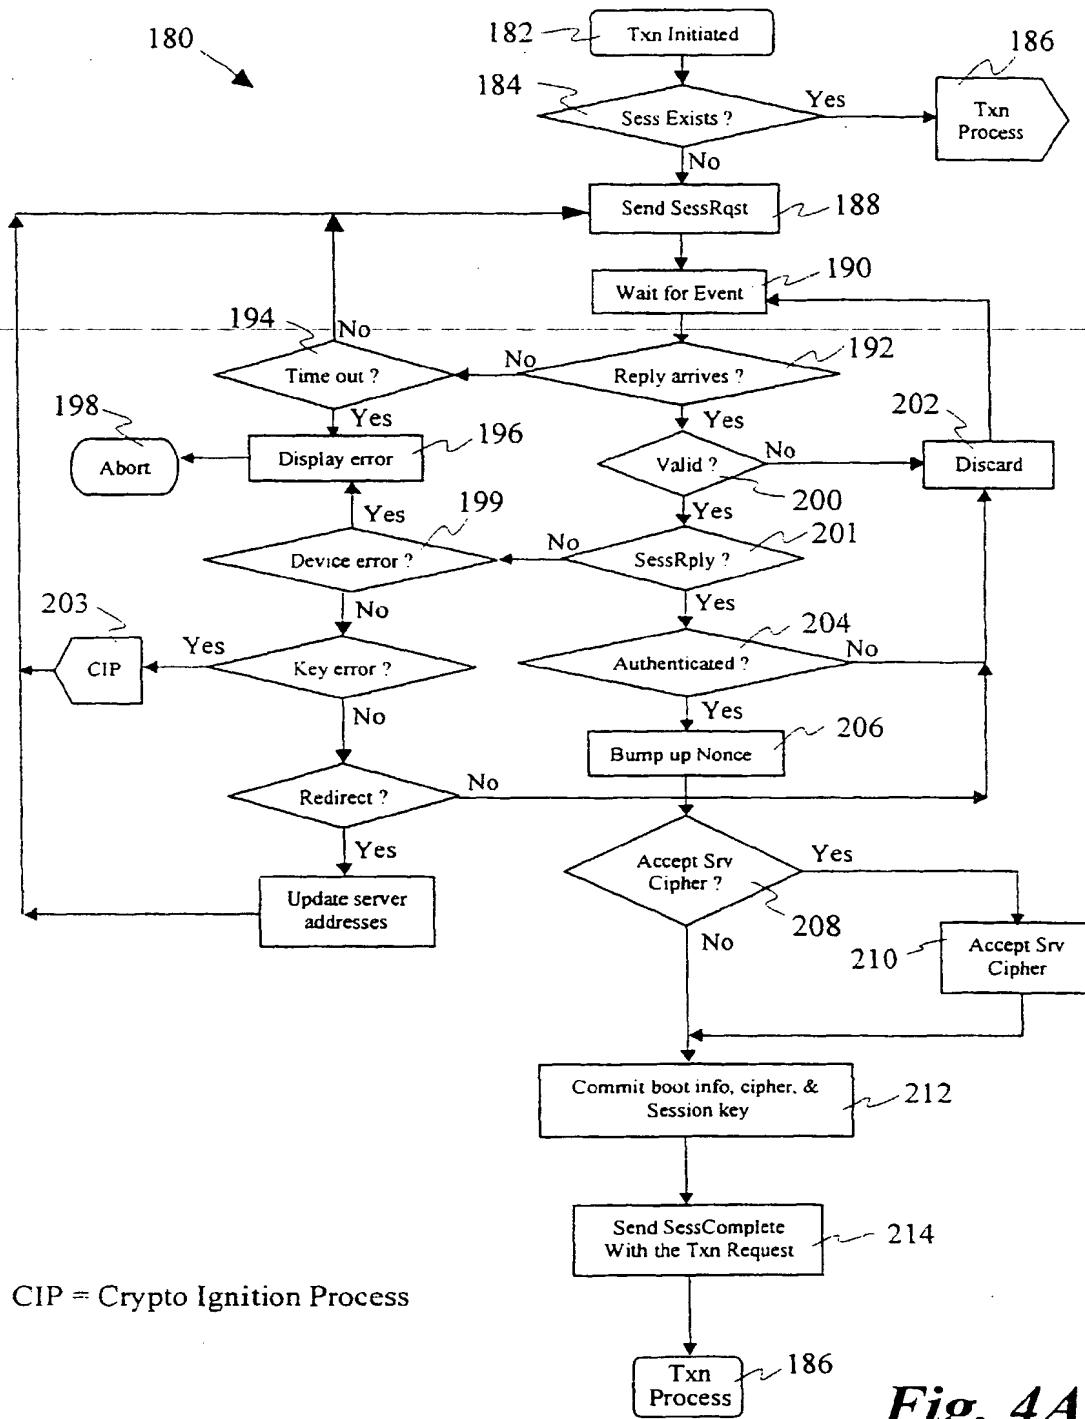 180
182
Txn Initiated
186
184
Sess Exists ?
Yes
Txn
Process
No
Send SessRqst
188
190
Wait for Event
194
No
192
Time out ?
No
Reply arrives ?
198
Yes
196
Yes
202
Abort
Display error
Valid ?
No
Discard
200
Yes
199
Yes
201
Device error ?
No
SessRply ?
203
No
Yes
204
CIP
Yes
Key error ?
Authenticated ?
No
No
Yes
206
Bump up Nonce
Redirect ?
No
Yes
Accept Srv
Cipher ?
Yes
Update server
addresses
208
No
210
Accept Srv
Cipher
Commit boot info, cipher, &
Session key
212
Send SessComplete
With the Txn Request
214
CIP = Crypto Ignition Process
Txn
Process
186
Fig. 4A